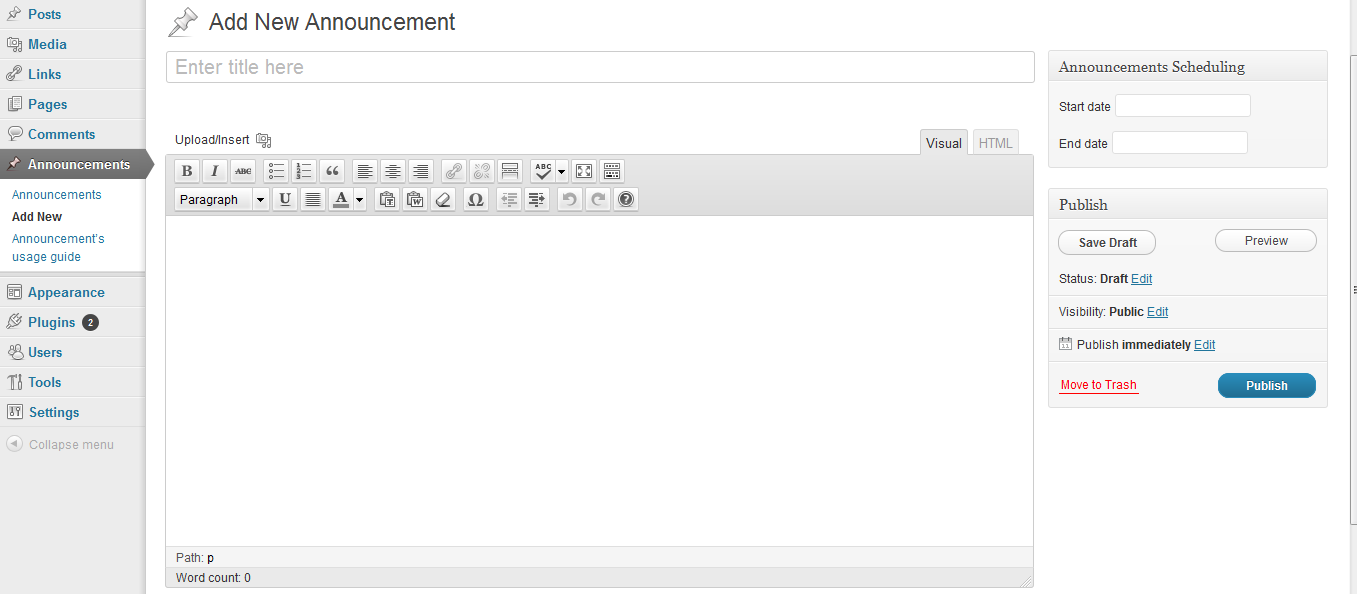 Posts
Media
Links
Pages
Comments
Announcements
Announcements
Add New
Announcement's
usage guide
Appearance
Plugins 2
Users
Tools
Settings
Collapse menu
Add New Announcement
Enter title here
Upload/Insert
Visual HTML
B I ABC ABC
Paragraph U A T W Ω ?
Path: p
Word count: 0
Announcements Scheduling
Start date
End date
Publish
Save Draft Preview
Status: Draft Edit
Visibility: Public Edit
Publish immediately Edit
Move to Trash Publish